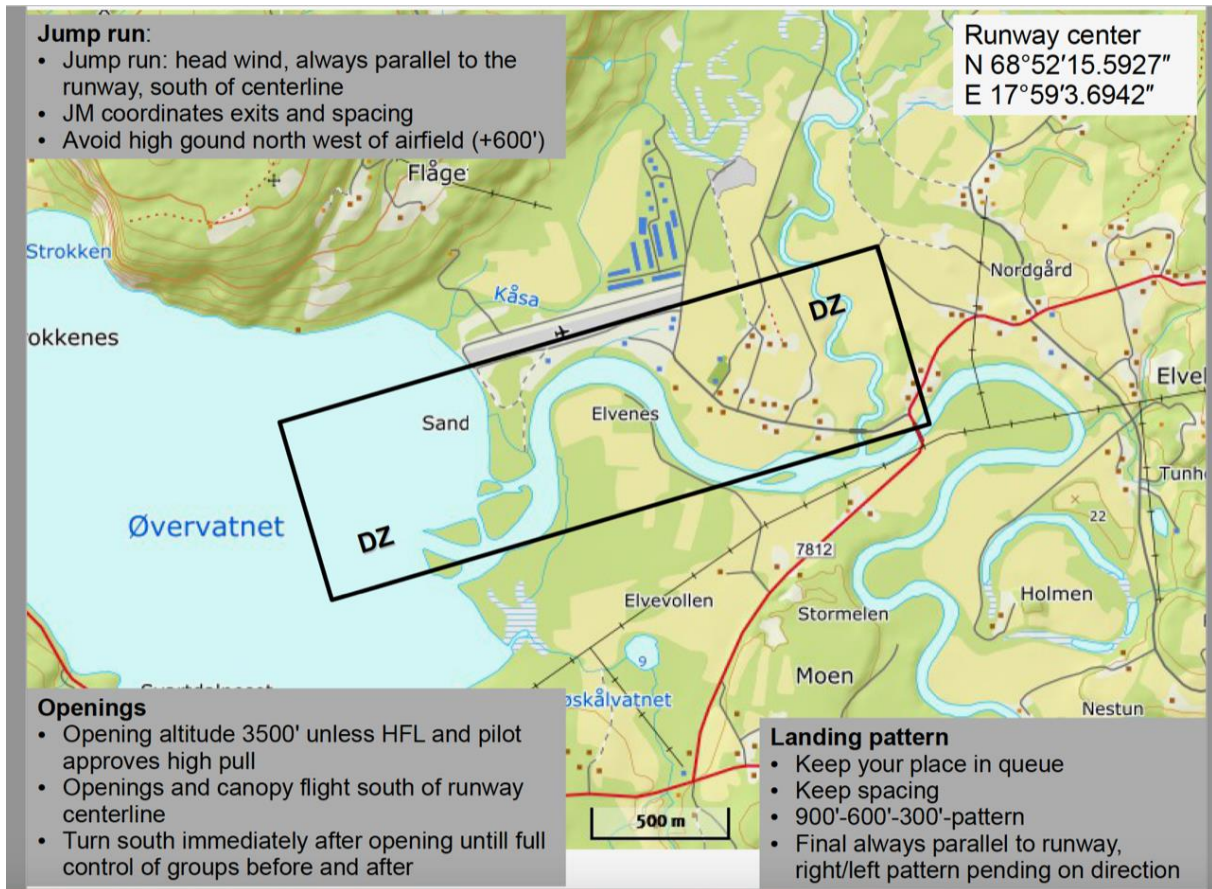 Jump run:
• Jump run: head wind, always parallel to the
runway, south of centerline
• JM coordinates exits and spacing
• Avoid high gound north west of airfield (+600')
Runway center
N 68°52′15.5927″
E 17°59′3.6942″
Flåge
Strokken
Kåsa
Nordgård
DZ
okkenes
Elvel
Sand
Elvenes
Tunh
Øvervatnet
DZ
22
7812
Elvevollen
Stormelen
Holmen
9
Moen
øskålvatnet
Nestun
Openings
• Opening altitude 3500' unless HFL and pilot
approves high pull
• Openings and canopy flight south of runway
centerline
• Turn south immediately after opening untill full
control of groups before and after
500 m
Landing pattern
• Keep your place in queue
• Keep spacing
• 900'-600'-300'-pattern
• Final always parallel to runway,
right/left pattern pending on direction